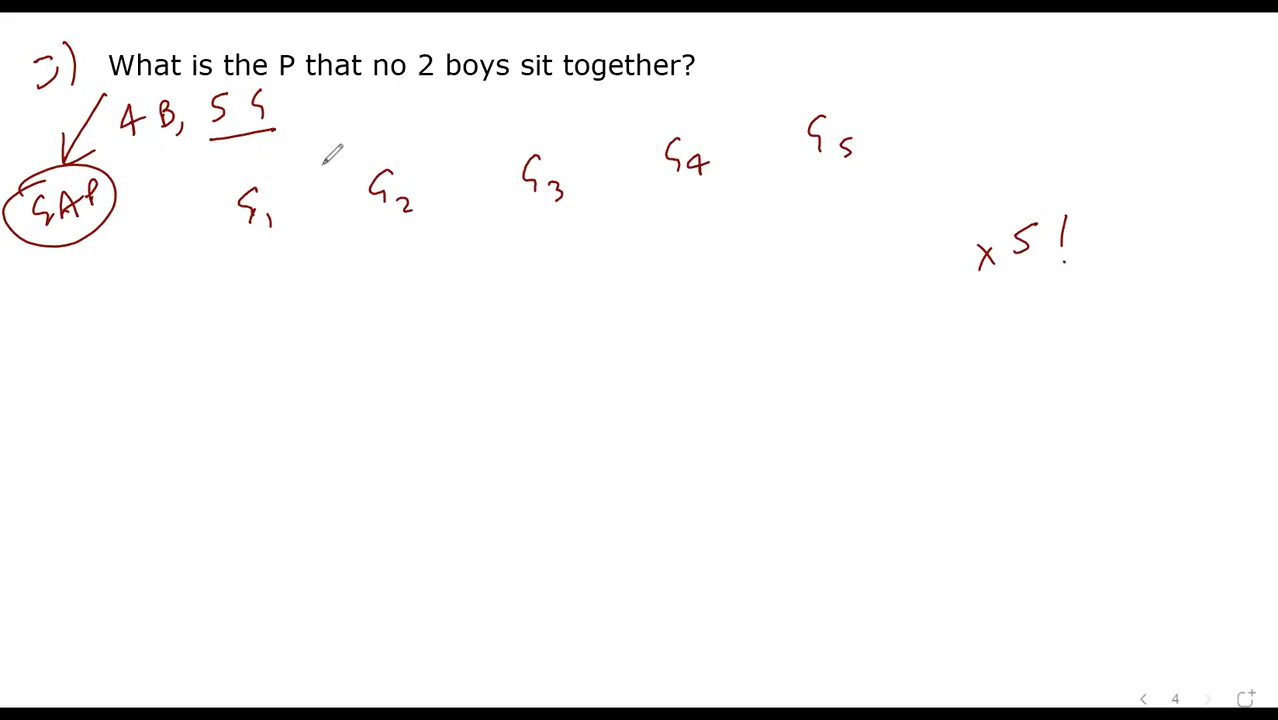 3) What is the P that no 2 boys sit together?
4 B, 5 G
GAP
G1 G2 G3 G4 G5
x 5 !
4